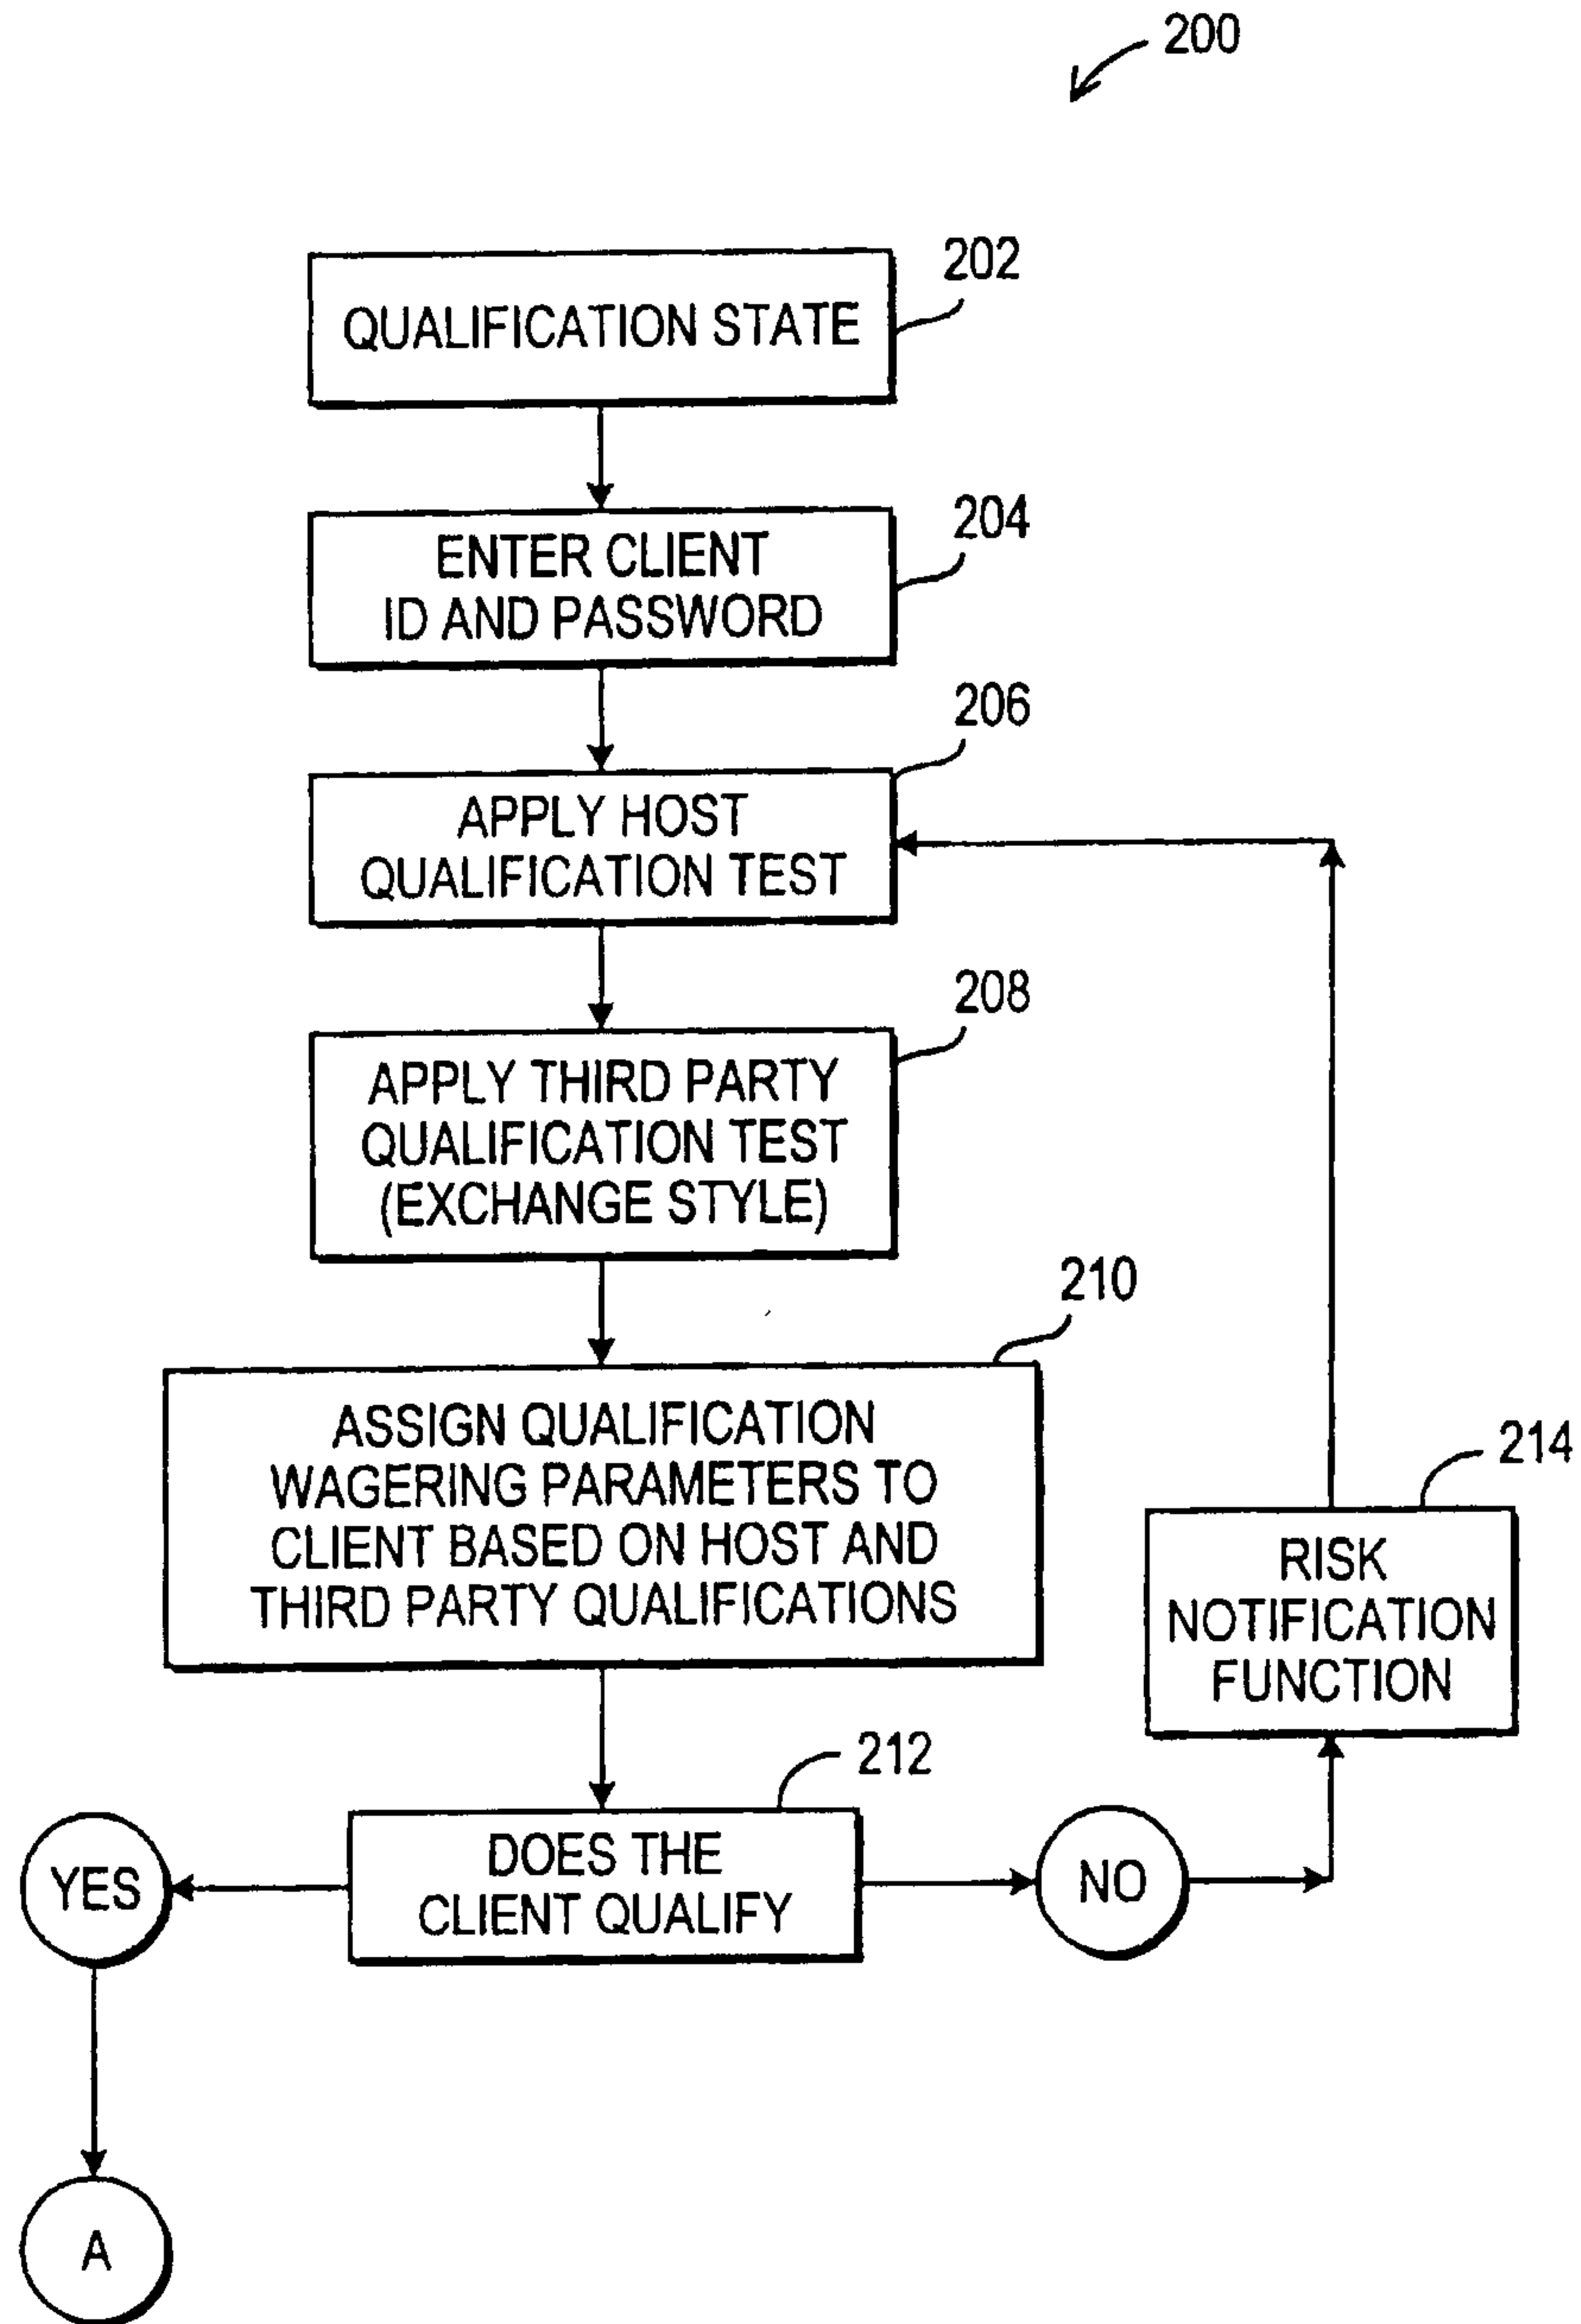 200
202
QUALIFICATION STATE
204
ENTER CLIENT
ID AND PASSWORD
206
APPLY HOST
QUALIFICATION TEST
208
APPLY THIRD PARTY
QUALIFICATION TEST
(EXCHANGE STYLE)
210
ASSIGN QUALIFICATION
WAGERING PARAMETERS TO
CLIENT BASED ON HOST AND
THIRD PARTY QUALIFICATIONS
214
RISK
NOTIFICATION
FUNCTION
212
DOES THE
CLIENT QUALIFY
YES
NO
A